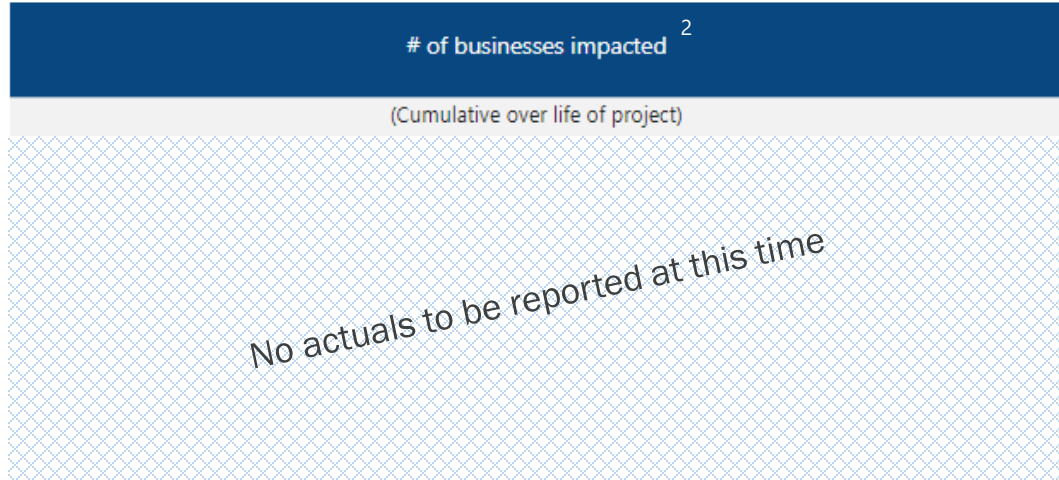 # of businesses impacted 2
(Cumulative over life of project)
No actuals to be reported at this time